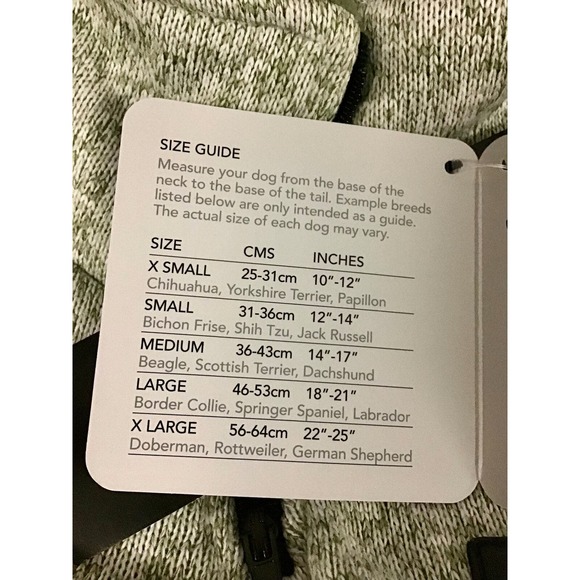 SIZE GUIDE
Measure your dog from the base of the
neck to the base of the tail. Example breeds
listed below are only intended as a guide.
The actual size of each dog may vary.
SIZE CMS INCHES
X SMALL 25-31cm 10”-12”
Chihuahua, Yorkshire Terrier, Papillon
SMALL 31-36cm 12”-14”
Bichon Frise, Shih Tzu, Jack Russell
MEDIUM 36-43cm 14”-17”
Beagle, Scottish Terrier, Dachshund
LARGE 46-53cm 18”-21”
Border Collie, Springer Spaniel, Labrador
X LARGE 56-64cm 22”-25”
Doberman, Rottweiler, German Shepherd